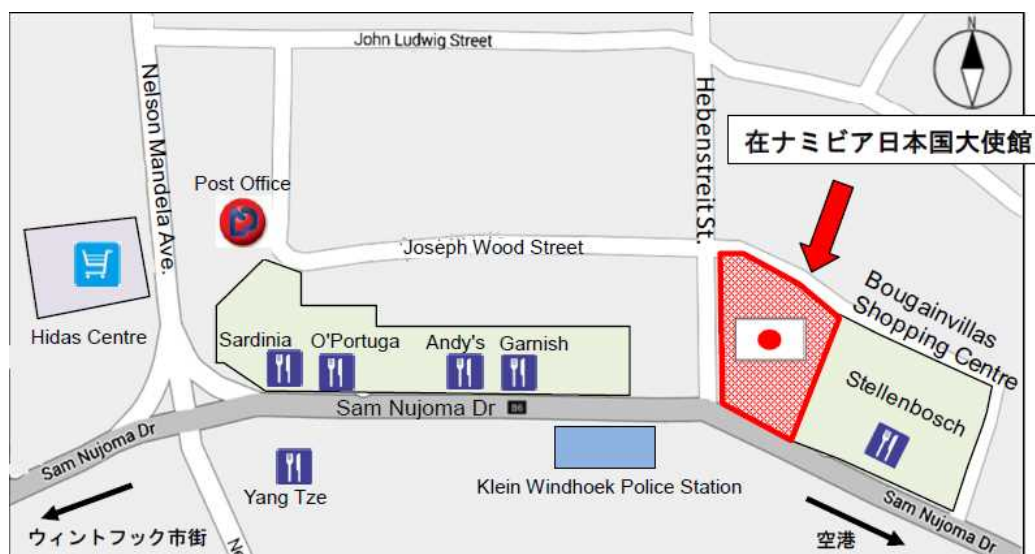 John Ludwig Street
N
Nelson Mandela Ave.
Hebenstreit St.
在ナミビア日本国大使館
Post Office
Joseph Wood Street
Bougainvillas
Shopping Centre
Hidas Centre
Sardinia
O'Portuga
Andy's
Garnish
Stellenbosch
Sam Nujoma Dr
B6
Sam Nujoma Dr
Yang Tze
Klein Windhoek Police Station
Sam Nujoma Dr
ウィントフック市街
空港